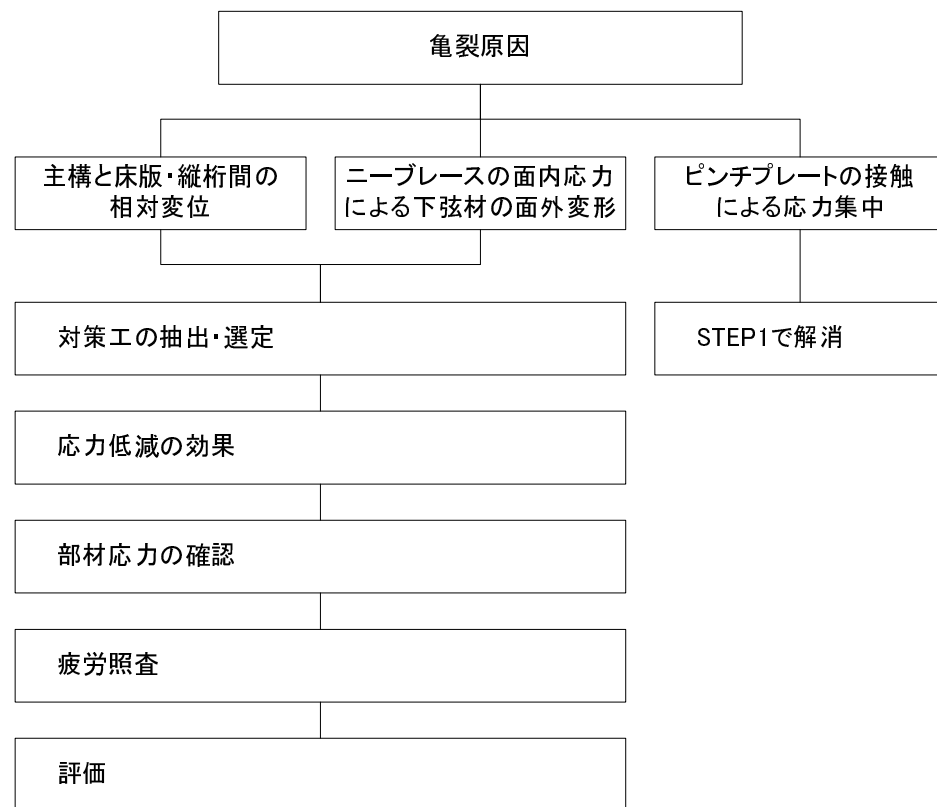 亀裂原因
主構と床版・縦桁間の
相対変位
ニーブレースの面内応力
による下弦材の面外変形
ピンチプレートの接触
による応力集中
対策工の抽出・選定
STEP1で解消
応力低減の効果
部材応力の確認
疲労照査
評価